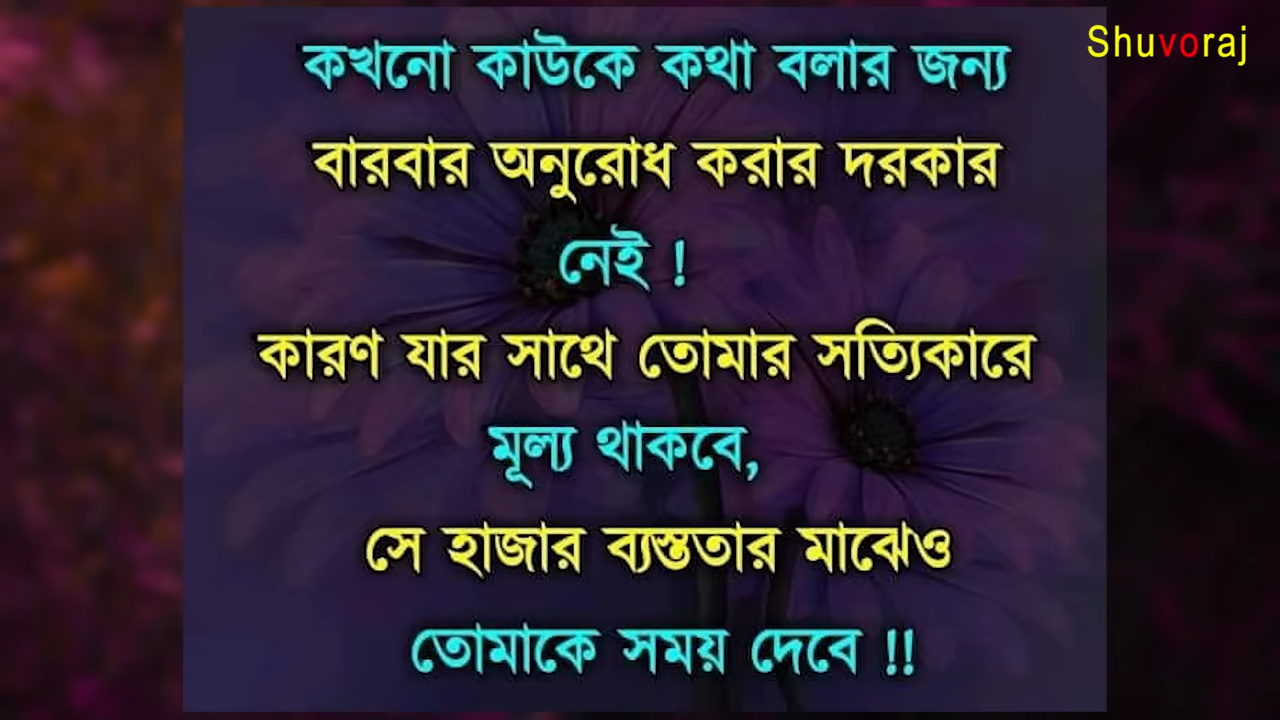 Shuvoraj
কখনো কাউকে কথা বলার জন্য
বারবার অনুরোধ করার দরকার
নেই !
কারণ যার সাথে তোমার সত্যিকারে
মূল্য থাকবে,
সে হাজার ব্যস্ততার মাঝেও
তোমাকে সময় দেবে !!